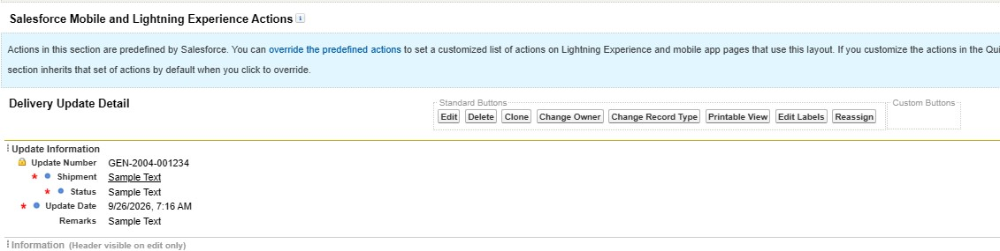 Salesforce Mobile and Lightning Experience Actions i
Actions in this section are predefined by Salesforce. You can override the predefined actions to set a customized list of actions on Lightning Experience and mobile app pages that use this layout. If you customize the actions in the Qui
section inherits that set of actions by default when you click to override.
Delivery Update Detail
Standard Buttons
Custom Buttons
Edit Delete Clone Change Owner Change Record Type Printable View Edit Labels Reassign
Update Information
Update Number GEN-2004-001234
* Shipment Sample Text
* Status Sample Text
* Update Date 9/26/2026, 7:16 AM
Remarks Sample Text
Information (Header visible on edit only)